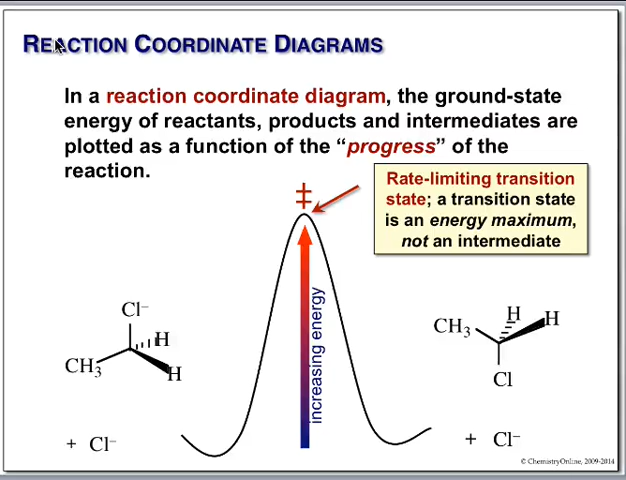 REACTION COORDINATE DIAGRAMS
In a reaction coordinate diagram, the ground-state
energy of reactants, products and intermediates are
plotted as a function of the “progress” of the
reaction.
Rate-limiting transition
state; a transition state
is an energy maximum,
not an intermediate
‡
increasing energy
Cl⁻
H
CH₃
H
+ Cl⁻
H
H
CH₃
Cl
+ Cl⁻
© ChemistryOnline, 2009-2014